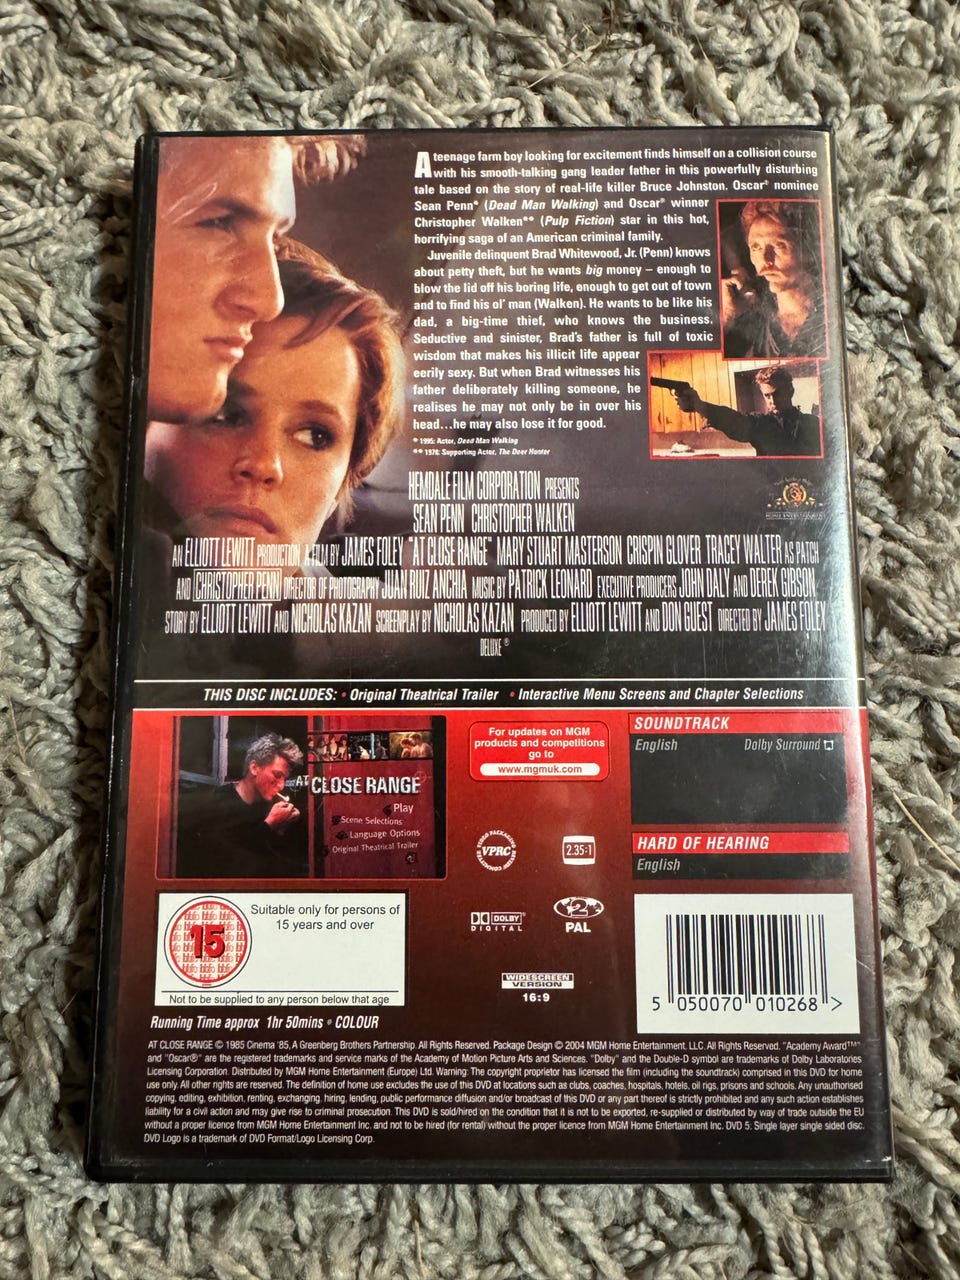 A teenage farm boy looking for excitement finds himself on a collision course
with his smooth-talking gang leader father in this powerfully disturbing
tale based on the story of real-life killer Bruce Johnston. Oscar® nominee
Sean Penn* (Dead Man Walking) and Oscar® winner
Christopher Walken** (Pulp Fiction) star in this hot,
horrifying saga of an American criminal family.
Juvenile delinquent Brad Whitewood, Jr. (Penn) knows
about petty theft, but he wants big money – enough to
blow the lid off his boring life, enough to get out of town
and to find his ol' man (Walken). He wants to be like his
dad, a big-time thief, who knows the business.
Seductive and sinister, Brad's father is full of toxic
wisdom that makes his illicit life appear
eerily sexy. But when Brad witnesses his
father deliberately killing someone, he
realises he may not only be in over his
head...he may also lose it for good.
* 1995: Actor, Dead Man Walking
** 1978: Supporting Actor, The Deer Hunter
HOME ENTERTAINMENT
HEMDALE FILM CORPORATION PRESENTS
SEAN PENN CHRISTOPHER WALKEN
AN ELLIOTT LEWITT PRODUCTION A FILM BY JAMES FOLEY "AT CLOSE RANGE" MARY STUART MASTERSON CRISPIN GLOVER TRACEY WALTER AS PATCH
AND CHRISTOPHER PENN DIRECTOR OF PHOTOGRAPHY JUAN RUIZ ANCHIA MUSIC BY PATRICK LEONARD EXECUTIVE PRODUCERS JOHN DALY AND DEREK GIBSON
STORY BY ELLIOTT LEWITT AND NICHOLAS KAZAN SCREENPLAY BY NICHOLAS KAZAN PRODUCED BY ELLIOTT LEWITT AND DON GUEST DIRECTED BY JAMES FOLEY
DELUXE®
THIS DISC INCLUDES: • Original Theatrical Trailer • Interactive Menu Screens and Chapter Selections
AT CLOSE RANGE
Play
Scene Selections
Language Options
Original Theatrical Trailer
For updates on MGM
products and competitions
go to
www.mgmuk.com
SOUNDTRACK
English Dolby Surround
HARD OF HEARING
English
VIDEO PACKAGING REVIEW COMMITTEE
VPRC
2.35:1
DOLBY
DIGITAL
2
PAL
WIDESCREEN
VERSION
16:9
15
Suitable only for persons of
15 years and over
Not to be supplied to any person below that age
5 050070 010268 >
Running Time approx 1hr 50mins • COLOUR
AT CLOSE RANGE © 1985 Cinema '85, A Greenberg Brothers Partnership. All Rights Reserved. Package Design © 2004 MGM Home Entertainment, LLC. All Rights Reserved. "Academy Award™"
and "Oscar®" are the registered trademarks and service marks of the Academy of Motion Picture Arts and Sciences. "Dolby" and the Double-D symbol are trademarks of Dolby Laboratories
Licensing Corporation. Distributed by MGM Home Entertainment (Europe) Ltd. Warning: The copyright proprietor has licensed the film (including the soundtrack) comprised in this DVD for home
use only. All other rights are reserved. The definition of home use excludes the use of this DVD at locations such as clubs, coaches, hospitals, hotels, oil rigs, prisons and schools. Any unauthorised
copying, editing, exhibition, renting, exchanging, hiring, lending, public performance diffusion and/or broadcast of this DVD or any part thereof is strictly prohibited and any such action establishes
liability for a civil action and may give rise to criminal prosecution. This DVD is sold/hired on the condition that it is not to be exported, re-supplied or distributed by way of trade outside the EU
without a proper licence from MGM Home Entertainment Inc. and not to be hired (for rental) without the proper licence from MGM Home Entertainment Inc. DVD 5: Single layer single sided disc.
DVD Logo is a trademark of DVD Format/Logo Licensing Corp.